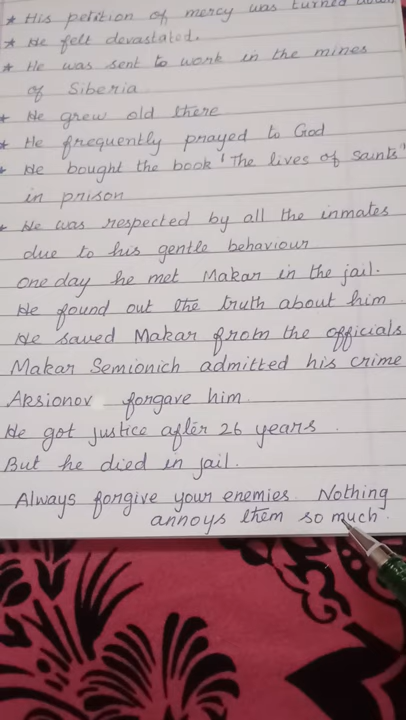 * His petition of mercy was turned down
* He felt devastated.
* He was sent to work in the mines
of Siberia
* He grew old there
* He frequently prayed to God
* He bought the book 'The lives of saints'
in prison
* He was respected by all the inmates
due to his gentle behaviour
one day he met Makar in the jail.
He found out the truth about him
He saved Makar from the officials
Makar Semionich admitted his crime
Aksionov forgave him
He got justice after 26 years.
But he died in jail.
Always forgive your enemies. Nothing
annoys them so much.